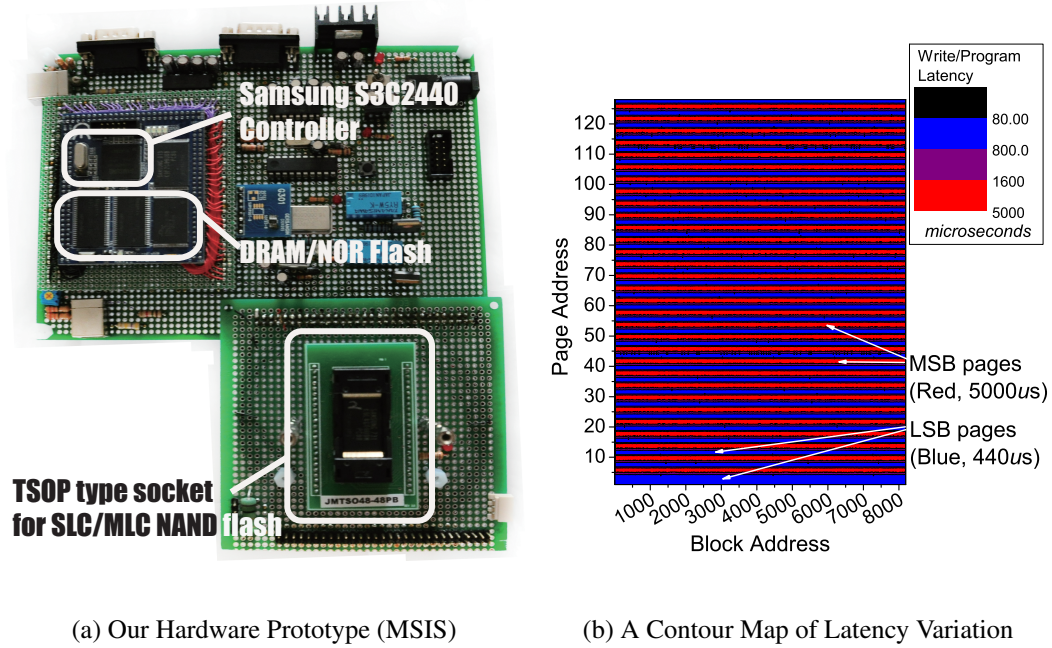 Samsung S3C2440
Controller
DRAM/NOR Flash
TSOP type socket
for SLC/MLC NAND flash
JMTSO48-48PB
Write/Program
Latency
80.00
800.0
1600
5000
microseconds
Page Address
120
110
100
90
80
70
60
50
40
30
20
10
MSB pages
(Red, 5000us)
LSB pages
(Blue, 440us)
1000 2000 3000 4000 5000 6000 7000 8000
Block Address
(a) Our Hardware Prototype (MSIS)
(b) A Contour Map of Latency Variation